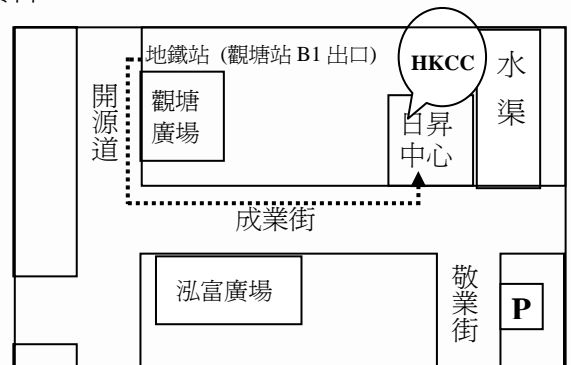 地鐵站 (觀塘站 B1 出口)
HKCC
水渠
開源道
觀塘
廣場
日昇
中心
成業街
泓富廣場
敬業街
P